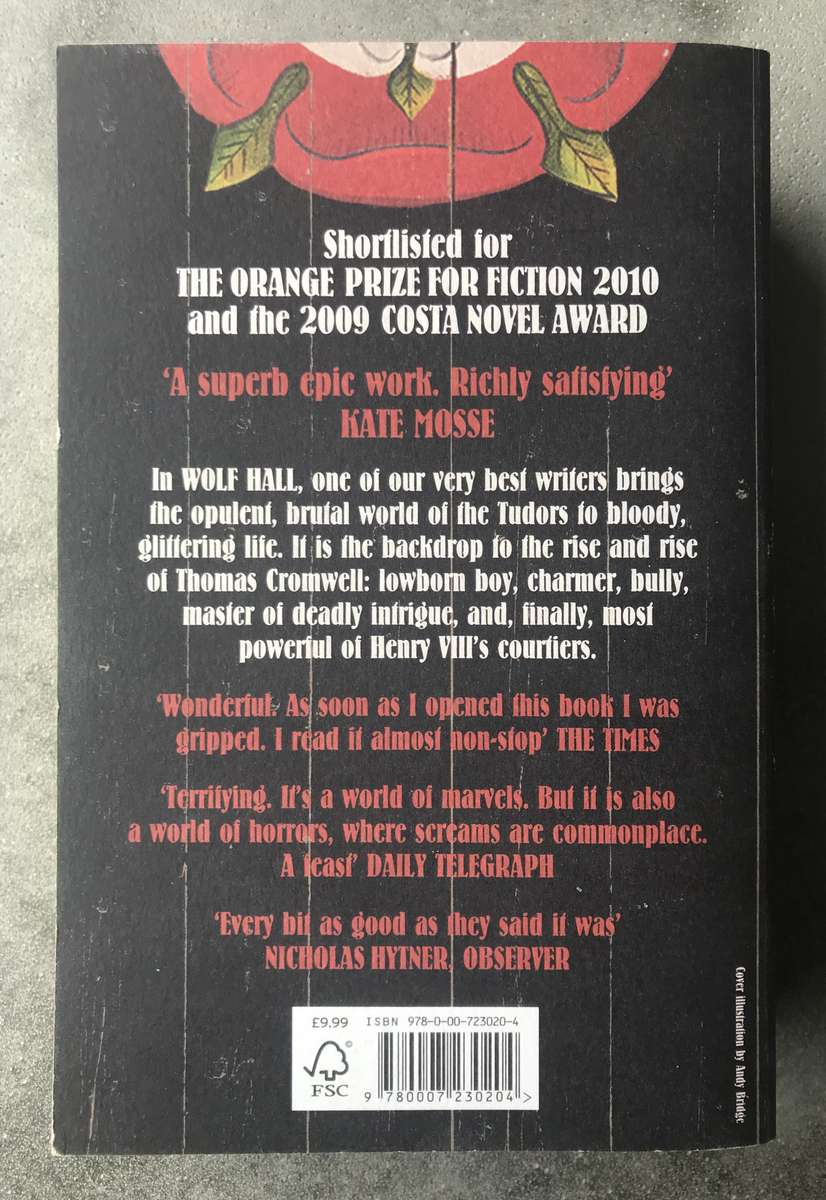 Shortlisted for
THE ORANGE PRIZE FOR FICTION 2010
and the 2009 COSTA NOVEL AWARD
‘A superb epic work. Richly satisfying’
KATE MOSSE
In WOLF HALL, one of our very best writers brings
the opulent, brutal world of the Tudors to bloody,
glittering life. It is the backdrop to the rise and rise
of Thomas Cromwell: lowborn boy, charmer, bully,
master of deadly intrigue, and, finally, most
powerful of Henry VIII’s courtiers.
‘Wonderful. As soon as I opened this book I was
gripped. I read it almost non-stop’ THE TIMES
‘Terrifying. It’s a world of marvels. But it is also
a world of horrors, where screams are commonplace.
A feast’ DAILY TELEGRAPH
‘Every bit as good as they said it was’
NICHOLAS HYTNER, OBSERVER
Cover illustration by Andy Bridge
£9.99 ISBN 978-0-00-723020-4
FSC
9 780007 230204 >